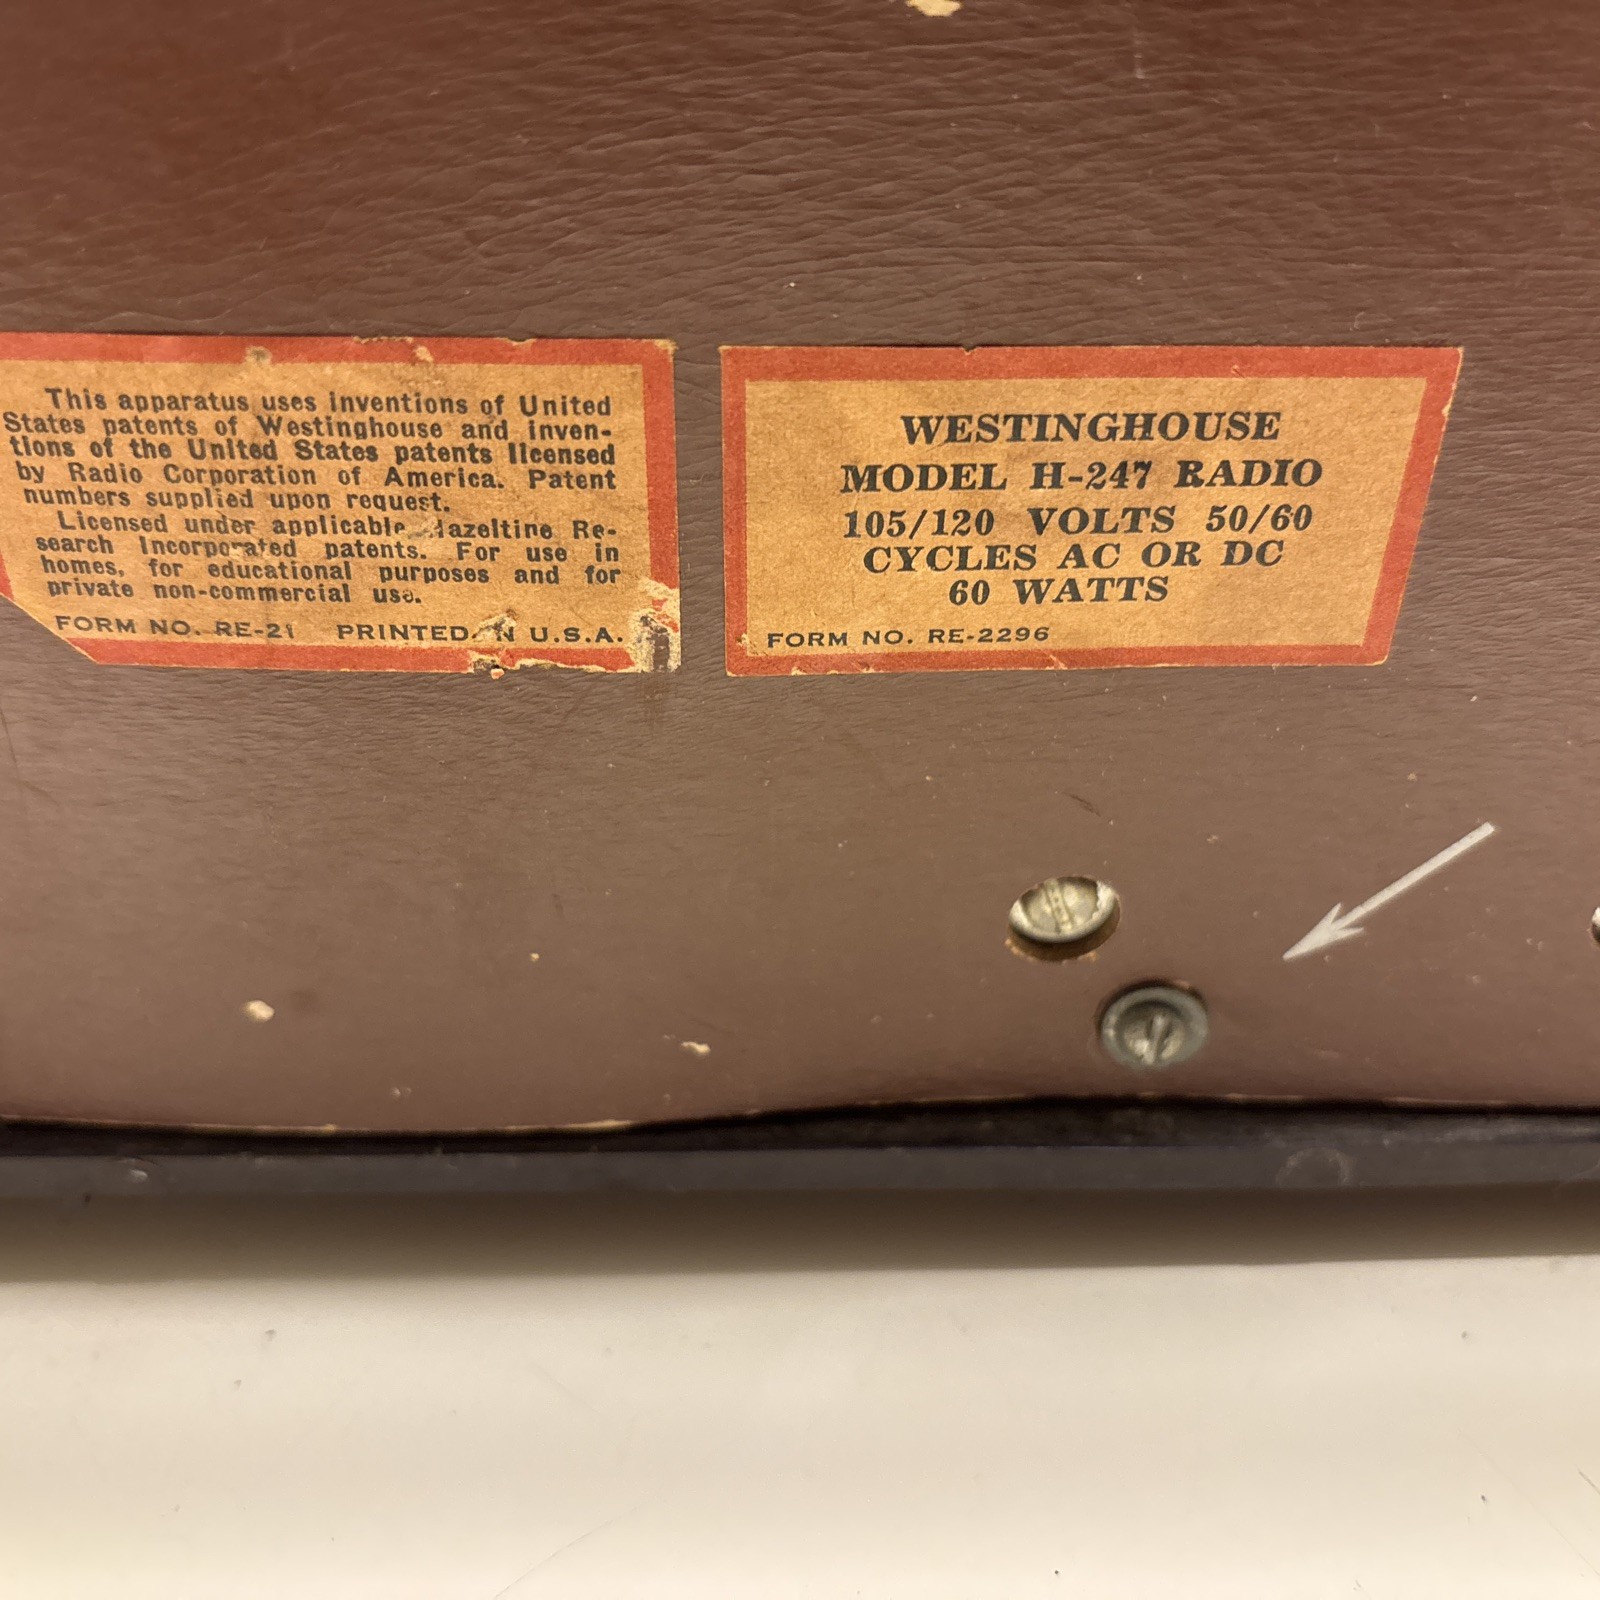 This apparatus uses inventions of United
States patents of Westinghouse and inven-
tions of the United States patents licensed
by Radio Corporation of America. Patent
numbers supplied upon request.
Licensed under applicable Hazeltine Re-
search Incorporated patents. For use in
homes, for educational purposes and for
private non-commercial use.
FORM NO. RE-21 PRINTED IN U.S.A.
WESTINGHOUSE
MODEL H-247 RADIO
105/120 VOLTS 50/60
CYCLES AC OR DC
60 WATTS
FORM NO. RE-2296